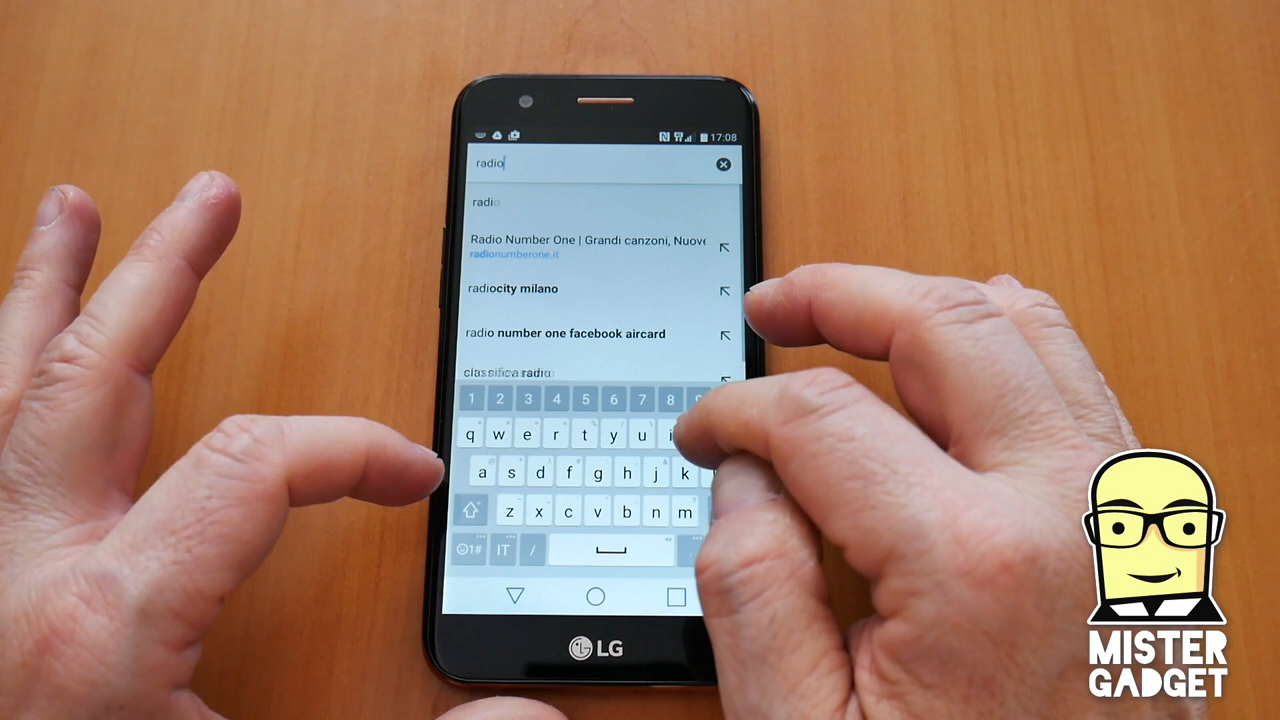 17:08
radio
radio
Radio Number One | Grandi canzoni, Nuove
radionumberone.it
radiocity milano
radio number one facebook aircard
classifica radio
1 2 3 4 5 6 7 8 9
q w e r t y u i
a s d f g h j k
z x c v b n m
1# IT / .
LG
MISTER
GADGET